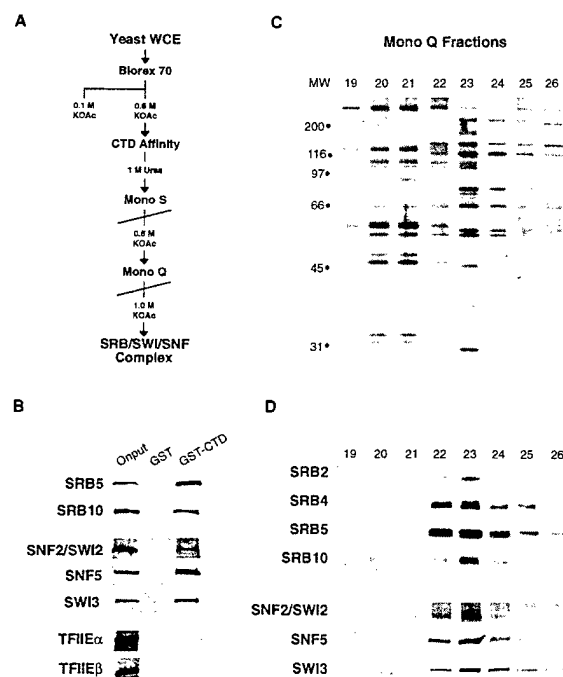 A
Yeast WCE
Biorex 70
0.1 M
KOAc
0.6 M
KOAc
CTD Affinity
1 M Urea
Mono S
0.6 M
KOAc
Mono Q
1.0 M
KOAc
SRB/SWI/SNF
Complex
B
Onput GST GST-CTD
SRB5
SRB10
SNF2/SWI2
SNF5
SWI3
TFIIEα
TFIIEβ
C
Mono Q Fractions
MW 19 20 21 22 23 24 25 26
200•
116•
97•
66•
45•
31•
D
19 20 21 22 23 24 25 26
SRB2
SRB4
SRB5
SRB10
SNF2/SWI2
SNF5
SWI3